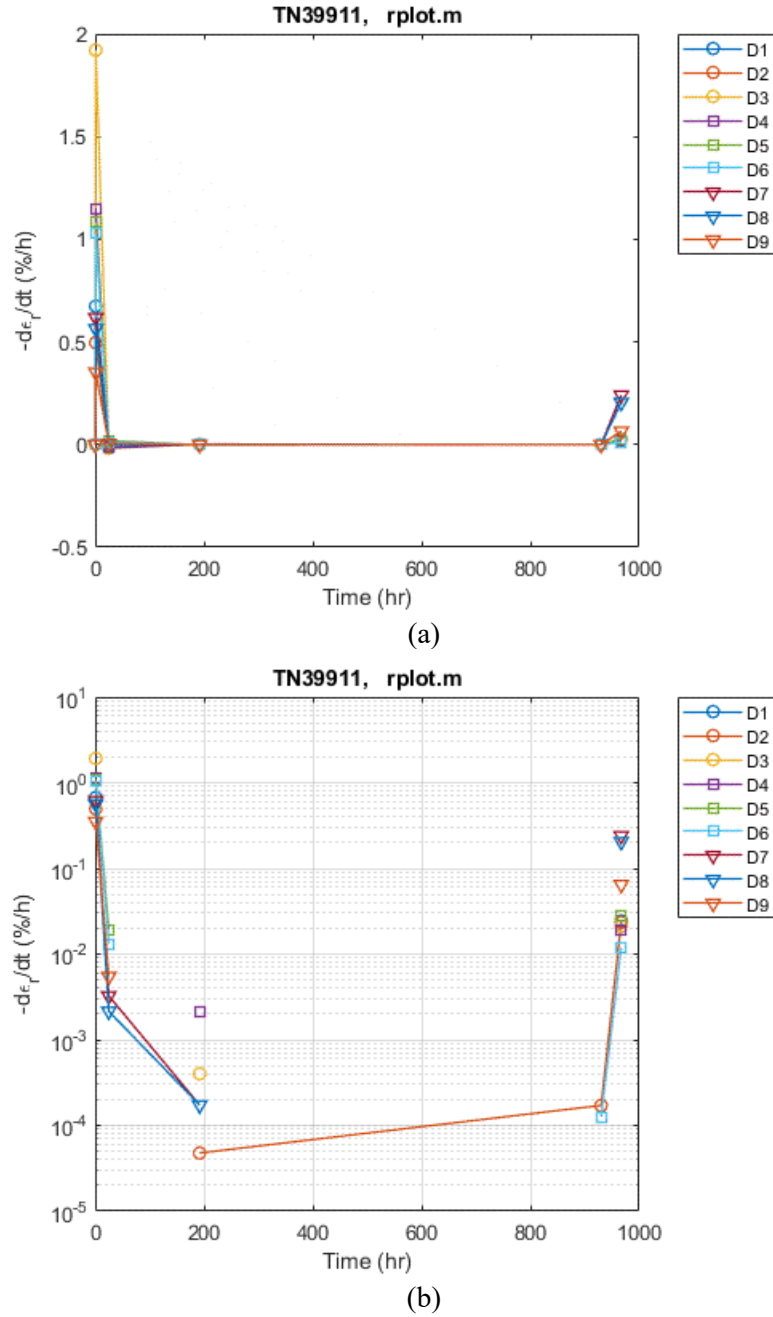 TN39911, rplot.m
2
1.5
1
0.5
0
-0.5
-dεr/dt (%/h)
0 200 400 600 800 1000
Time (hr)
D1
D2
D3
D4
D5
D6
D7
D8
D9
(a)
TN39911, rplot.m
10^1
10^0
10^-1
10^-2
10^-3
10^-4
10^-5
-dεr/dt (%/h)
0 200 400 600 800 1000
Time (hr)
D1
D2
D3
D4
D5
D6
D7
D8
D9
(b)